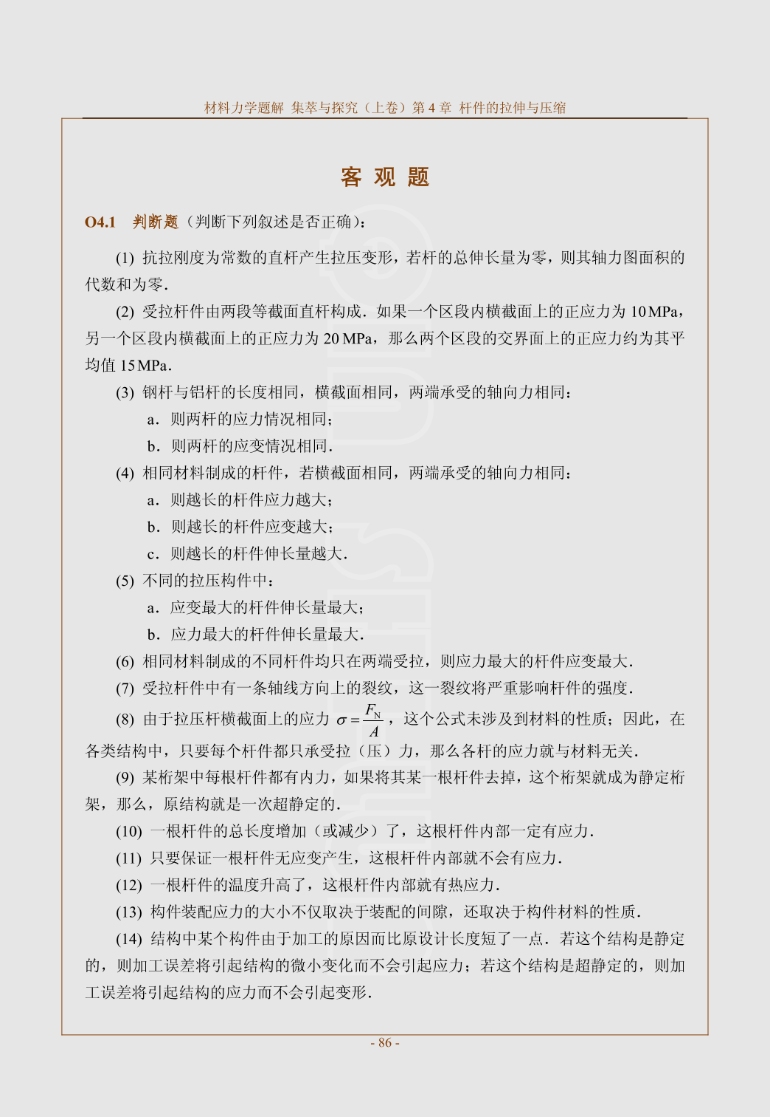 材料力学题解 集萃与探究（上卷）第 4 章 杆件的拉伸与压缩
客 观 题
O4.1 判断题（判断下列叙述是否正确）：
(1) 抗拉刚度为常数的直杆产生拉压变形，若杆的总伸长量为零，则其轴力图面积的
代数和为零．
(2) 受拉杆件由两段等截面直杆构成．如果一个区段内横截面上的正应力为 10MPa，
另一个区段内横截面上的正应力为 20 MPa，那么两个区段的交界面上的正应力约为其平
均值 15MPa．
(3) 钢杆与铝杆的长度相同，横截面相同，两端承受的轴向力相同：
a．则两杆的应力情况相同；
b．则两杆的应变情况相同．
(4) 相同材料制成的杆件，若横截面相同，两端承受的轴向力相同：
a．则越长的杆件应力越大；
b．则越长的杆件应变越大；
c．则越长的杆件伸长量越大．
(5) 不同的拉压构件中：
a．应变最大的杆件伸长量最大；
b．应力最大的杆件伸长量最大．
(6) 相同材料制成的不同杆件均只在两端受拉，则应力最大的杆件应变最大．
(7) 受拉杆件中有一条轴线方向上的裂纹，这一裂纹将严重影响杆件的强度．
(8) 由于拉压杆横截面上的应力 σ = F_N / A，这个公式未涉及到材料的性质；因此，在
各类结构中，只要每个杆件都只承受拉（压）力，那么各杆的应力就与材料无关．
(9) 某桁架中每根杆件都有内力，如果将其某一根杆件去掉，这个桁架就成为静定桁
架，那么，原结构就是一次超静定的．
(10) 一根杆件的总长度增加（或减少）了，这根杆件内部一定有应力．
(11) 只要保证一根杆件无应变产生，这根杆件内部就不会有应力．
(12) 一根杆件的温度升高了，这根杆件内部就有热应力．
(13) 构件装配应力的大小不仅取决于装配的间隙，还取决于构件材料的性质．
(14) 结构中某个构件由于加工的原因而比原设计长度短了一点．若这个结构是静定
的，则加工误差将引起结构的微小变化而不会引起应力；若这个结构是超静定的，则加
工误差将引起结构的应力而不会引起变形．
- 86 -